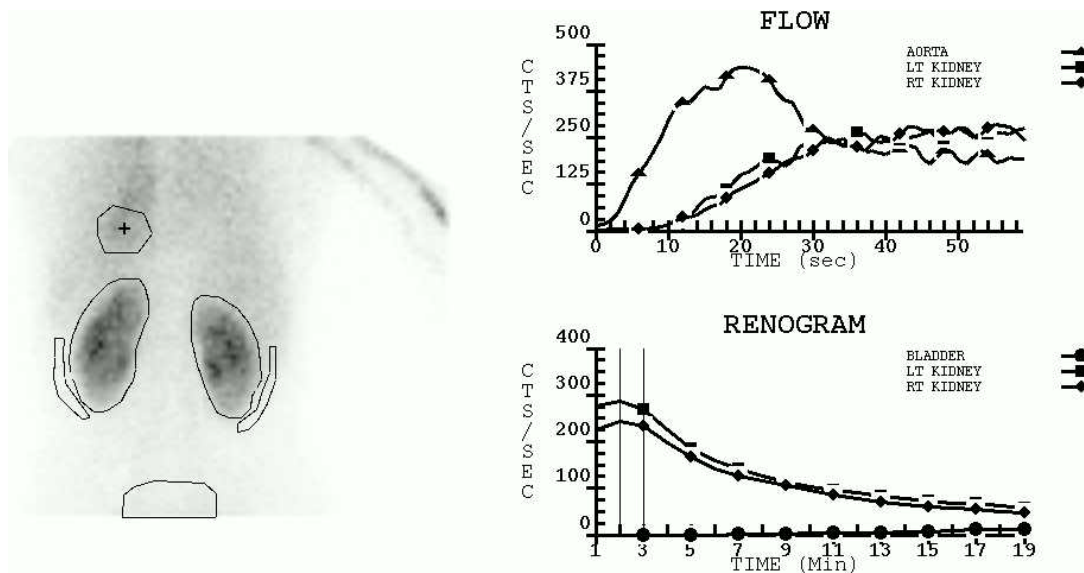 FLOW
500
375
250
125
0
CTS/SEC
AORTA
LT KIDNEY
RT KIDNEY
0 10 20 30 40 50
TIME (sec)
RENOGRAM
400
300
200
100
0
CTS/SEC
BLADDER
LT KIDNEY
RT KIDNEY
1 3 5 7 9 11 13 15 17 19
TIME (Min)